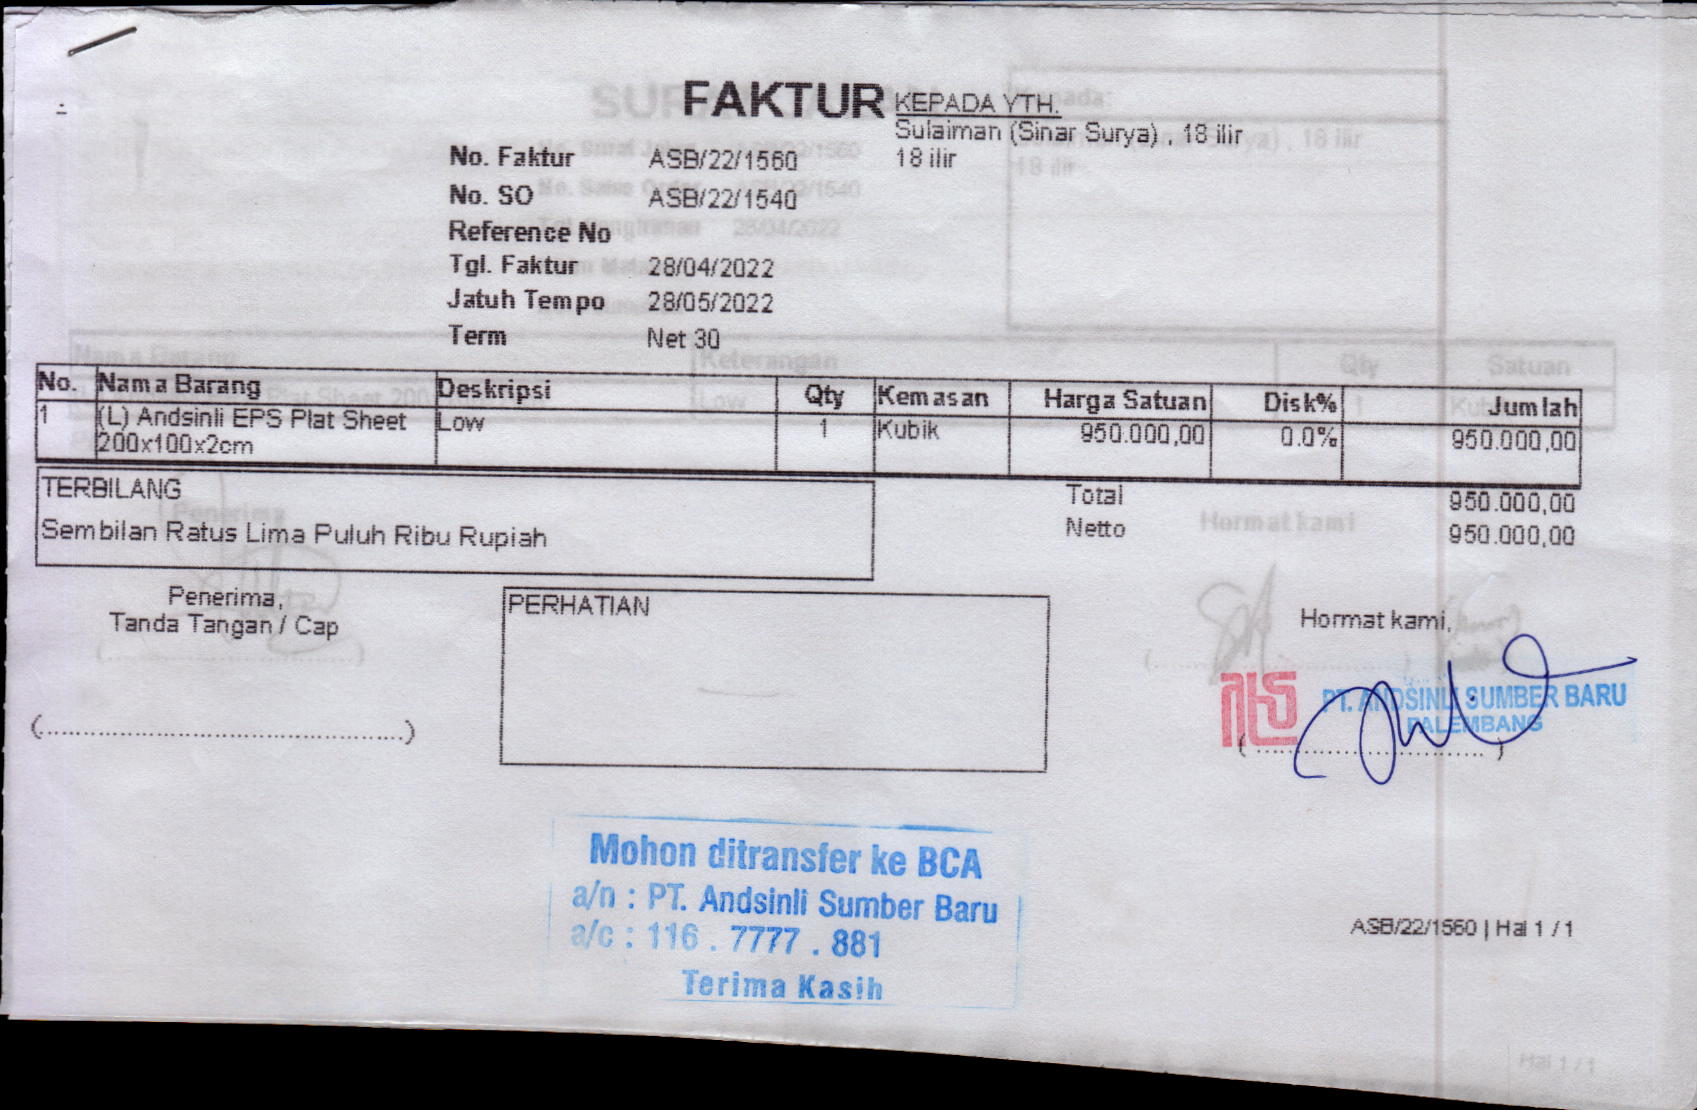 FAKTUR
KEPADA YTH.
Sulaiman (Sinar Surya) , 18 ilir
18 ilir
No. Faktur ASB/22/1560
No. SO ASB/22/1540
Reference No
Tgl. Faktur 28/04/2022
Jatuh Tempo 28/05/2022
Term Net 30
No. Nama Barang Deskripsi Qty Kemasan Harga Satuan Disk% Jumlah
1 (L) Andsinli EPS Plat Sheet Low 1 Kubik 950.000,00 0.0% 950.000,00
200x100x2cm
TERBILANG
Sembilan Ratus Lima Puluh Ribu Rupiah
Total 950.000,00
Netto 950.000,00
Penerima,
Tanda Tangan / Cap
(..............................................)
PERHATIAN
Hormat kami,
PT. ANDSINLI SUMBER BARU
PALEMBANG
(................................)
Mohon ditransfer ke BCA
a/n : PT. Andsinli Sumber Baru
a/c : 116 . 7777 . 881
Terima Kasih
ASB/22/1560 | Hal 1 / 1
Hal 1 / 1